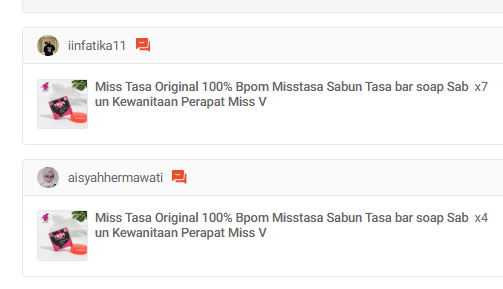 iinfatika11
Miss Tasa Original 100% Bpom Misstasa Sabun Tasa bar soap Sab x7
un Kewanitaan Perapat Miss V
aisyahhermawati
Miss Tasa Original 100% Bpom Misstasa Sabun Tasa bar soap Sab x4
un Kewanitaan Perapat Miss V